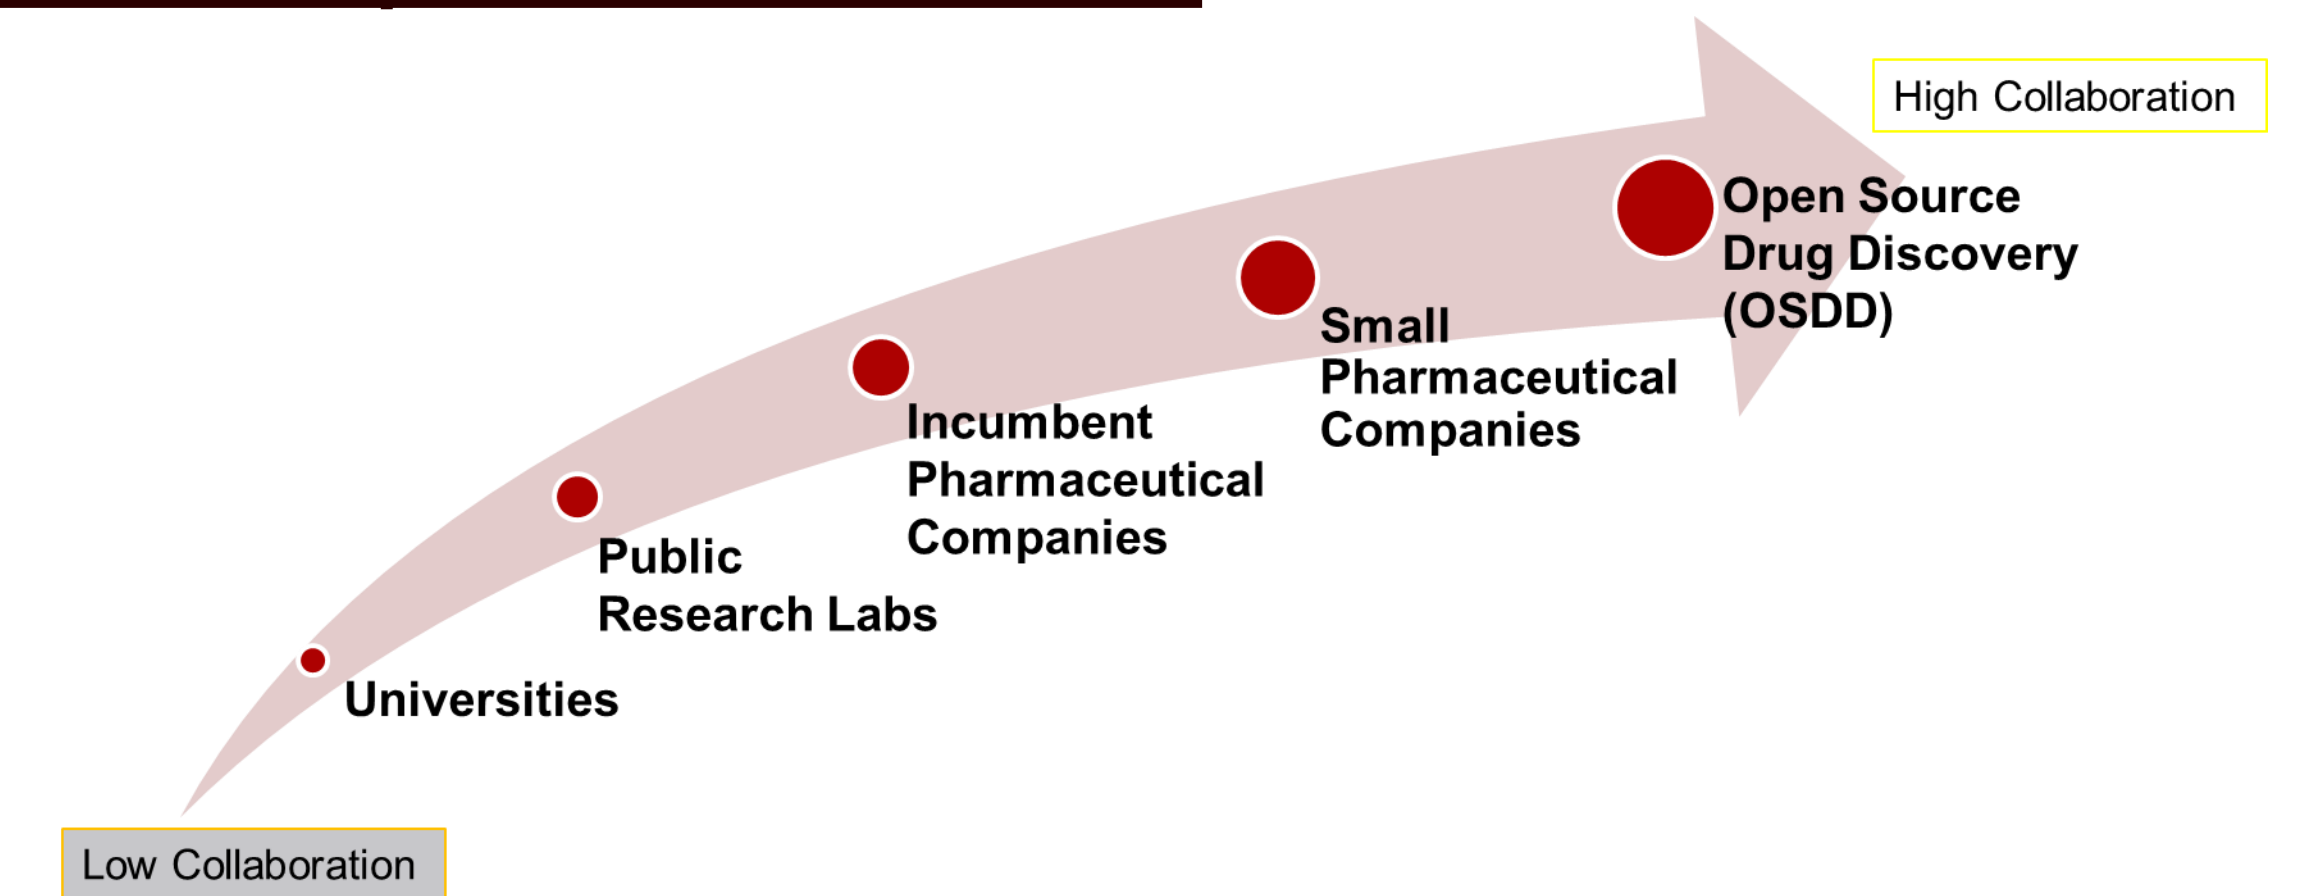 High Collaboration
Open Source
Drug Discovery
(OSDD)
Small
Pharmaceutical
Companies
Incumbent
Pharmaceutical
Companies
Public
Research Labs
Universities
Low Collaboration